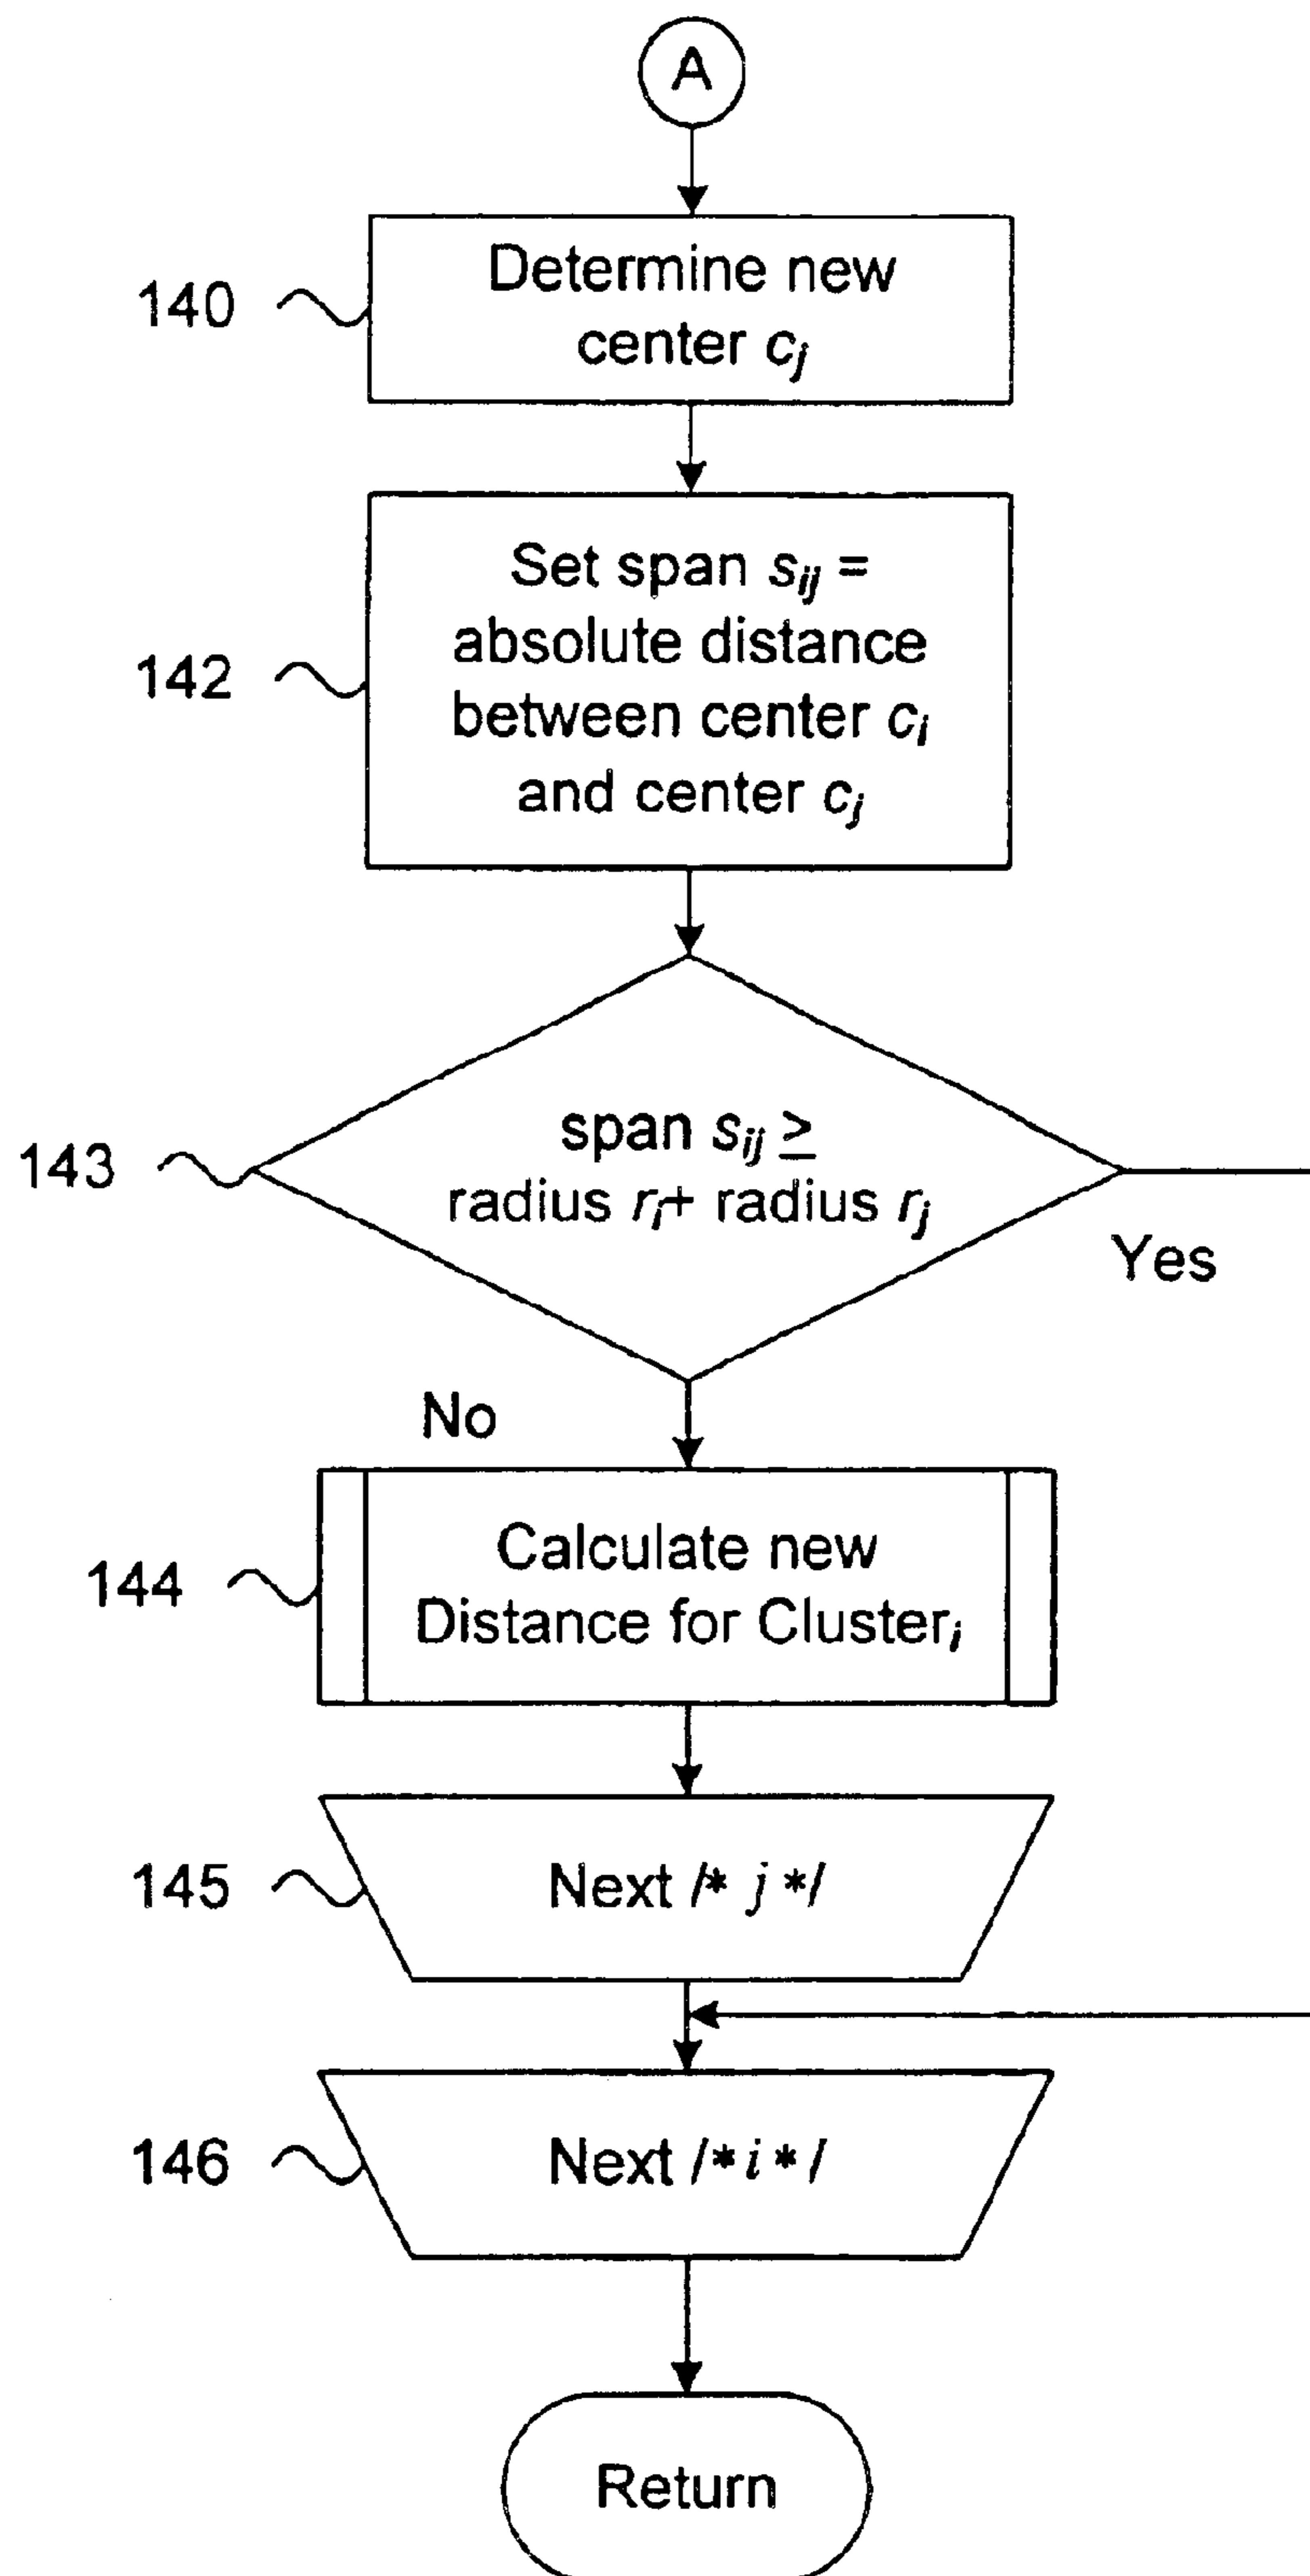 A
140
Determine new
center cj
142
Set span sij =
absolute distance
between center ci
and center cj
143
span sij ≥
radius ri+ radius rj
Yes
No
144
Calculate new
Distance for Clusteri
145
Next /* j */
146
Next /* i */
Return